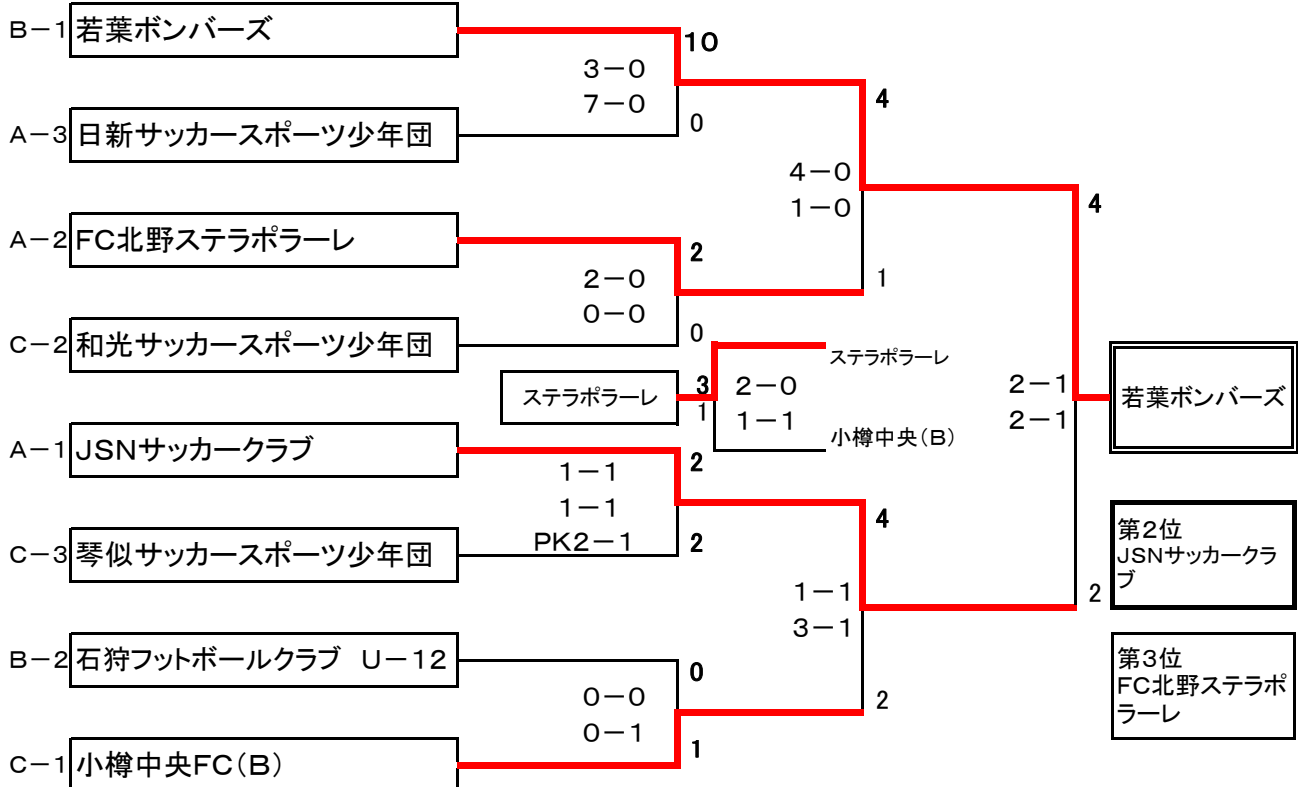 B－1 若葉ボンバーズ
10
3－0
7－0
A－3 日新サッカースポーツ少年団
0
4
4－0
1－0
A－2 FC北野ステラポラーレ
2
2－0
0－0
C－2 和光サッカースポーツ少年団
0
1
4
ステラポラーレ
3
1
2－0
1－1
ステラポラーレ
小樽中央（B）
2－1
2－1
若葉ボンバーズ
A－1 JSNサッカークラブ
2
1－1
1－1
PK2－1
C－3 琴似サッカースポーツ少年団
2
4
1－1
3－1
2
第2位
JSNサッカークラ
ブ
B－2 石狩フットボールクラブ　U－12
0
0－0
0－1
C－1 小樽中央FC（B）
1
2
第3位
FC北野ステラポ
ラーレ